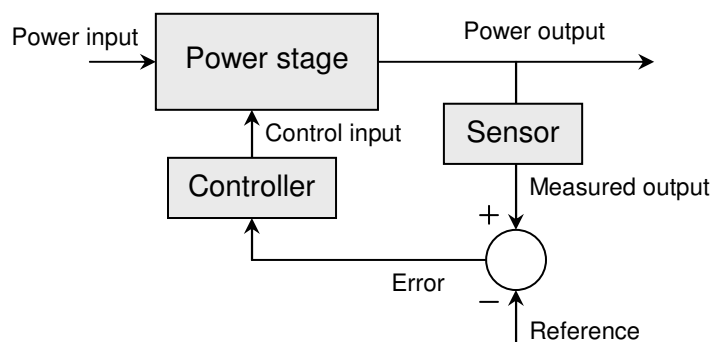 Power input
Power stage
Power output
Control input
Sensor
Controller
Measured output
+
Error
−
Reference